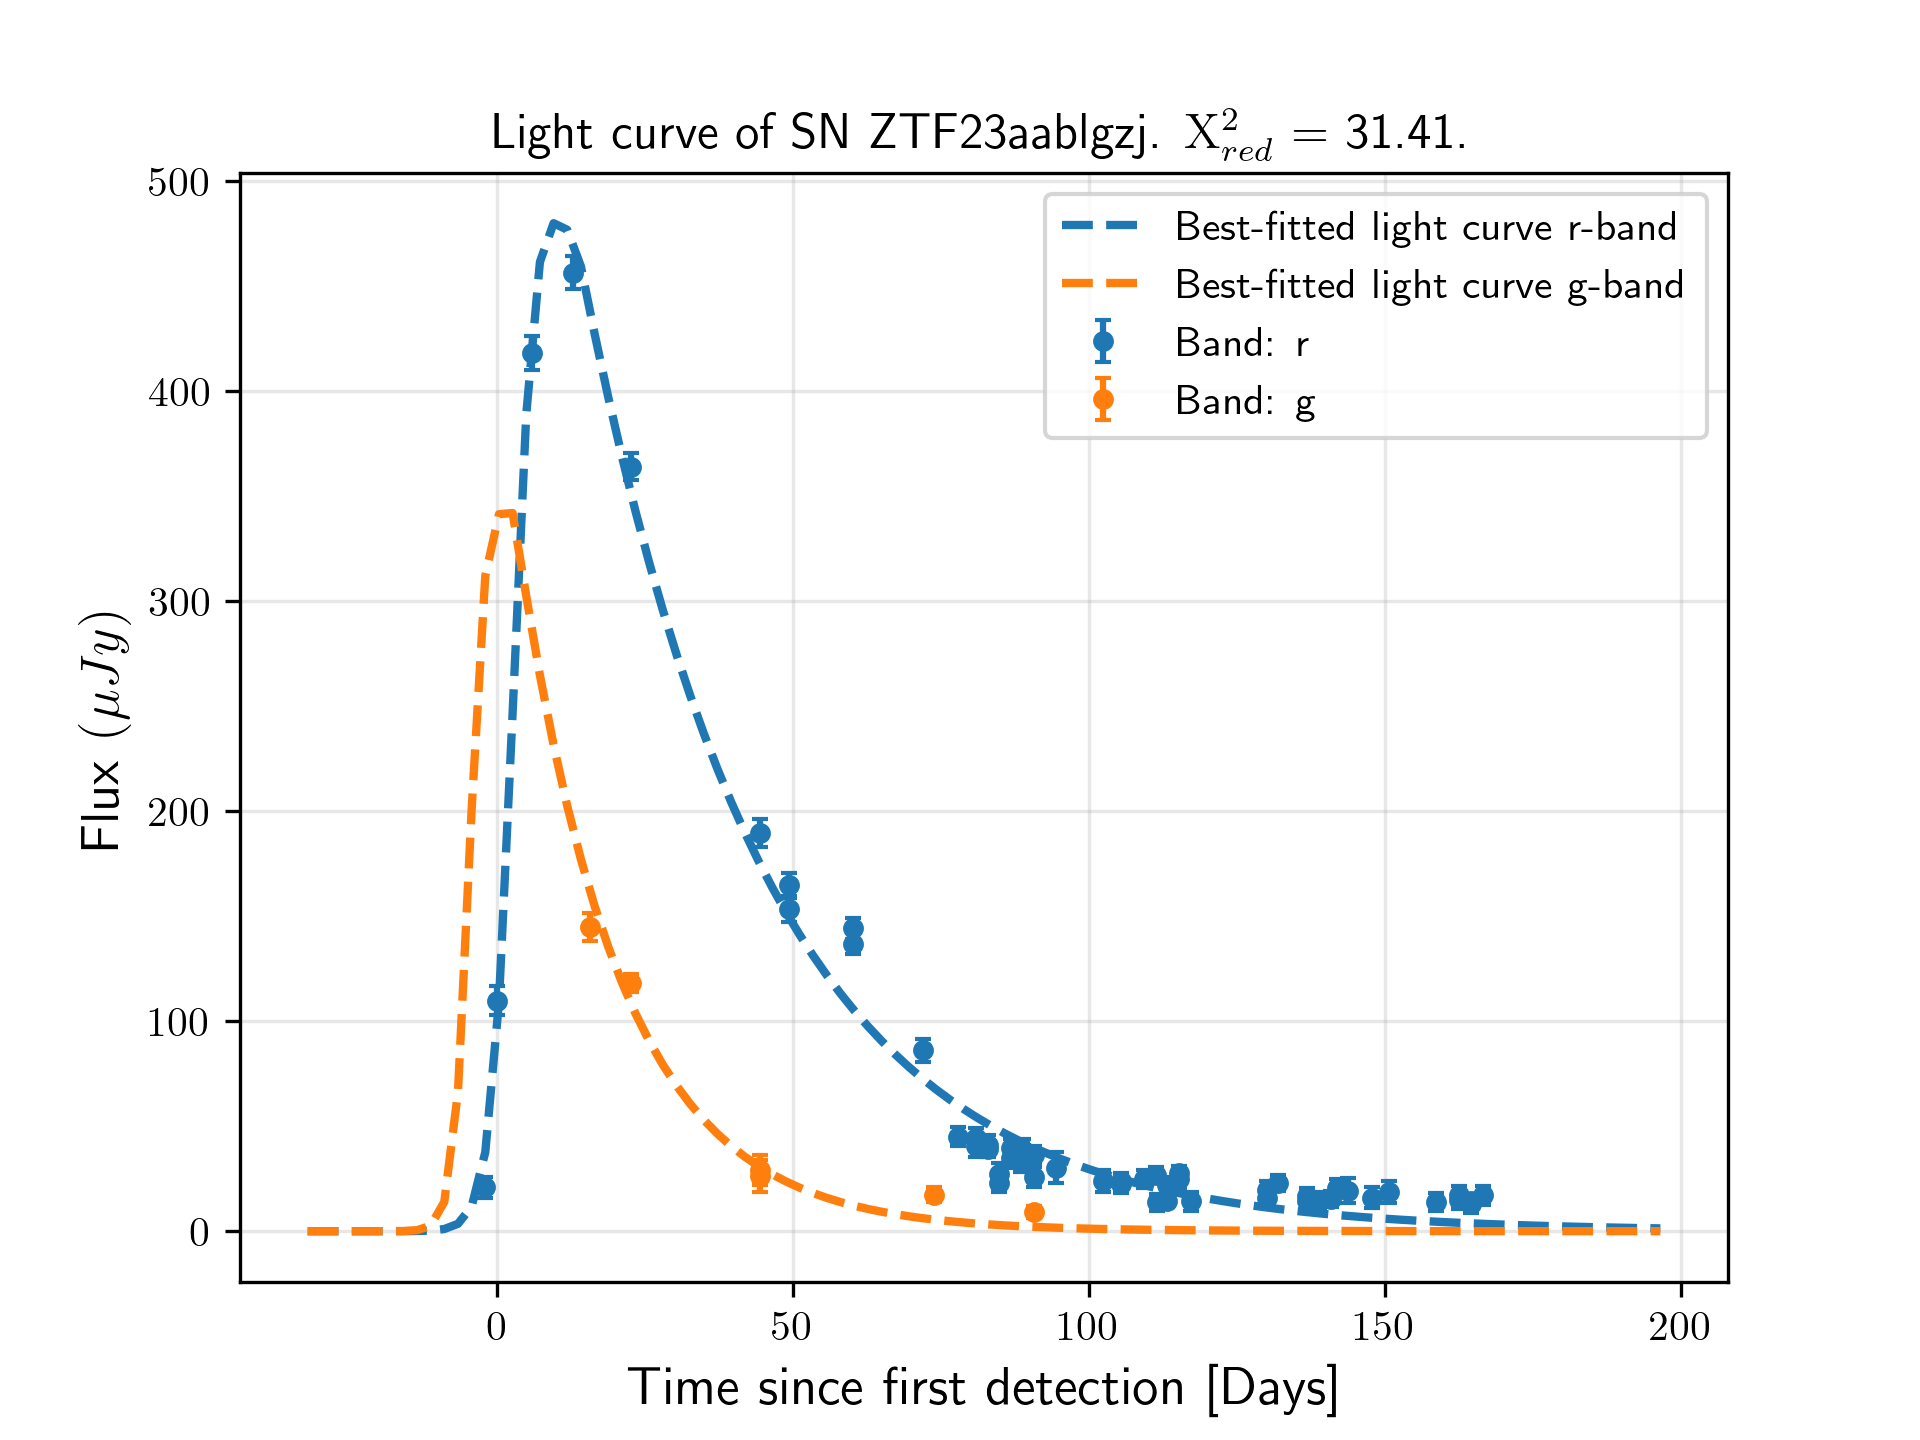 Light curve of SN ZTF23aablgzj. X²_red = 31.41.
500
400
300
200
100
0
Flux (μJy)
Best-fitted light curve r-band
Best-fitted light curve g-band
Band: r
Band: g
0 50 100 150 200
Time since first detection [Days]